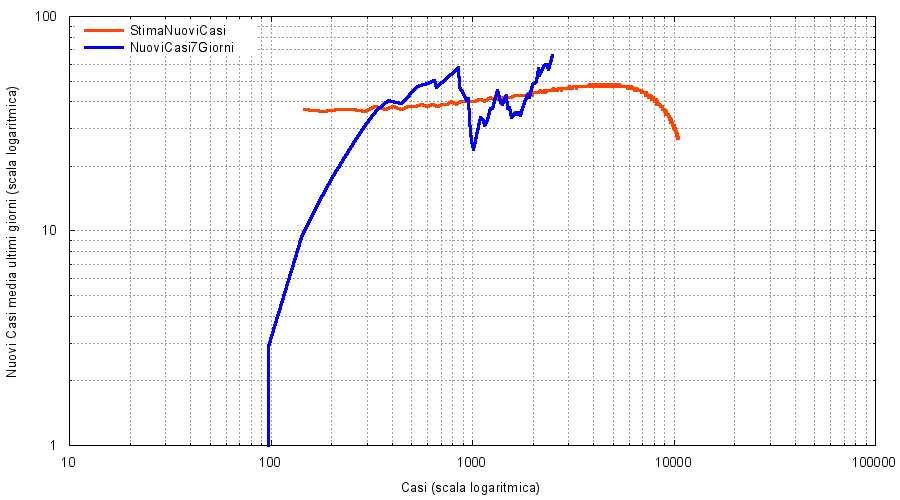 100
StimaNuoviCasi
NuoviCasi7Giorni
Nuovi Casi media ultimi giorni (scala logaritmica)
10
1
10
100
1000
10000
100000
Casi (scala logaritmica)